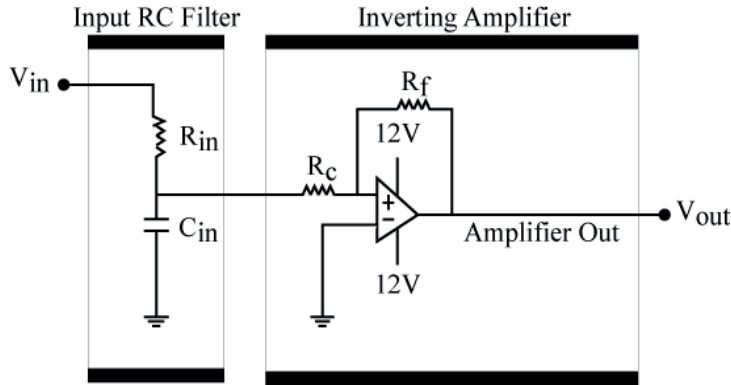 Input RC Filter
Inverting Amplifier
Vin
Rin
Cin
Rc
Rf
12V
+
−
12V
Amplifier Out
Vout